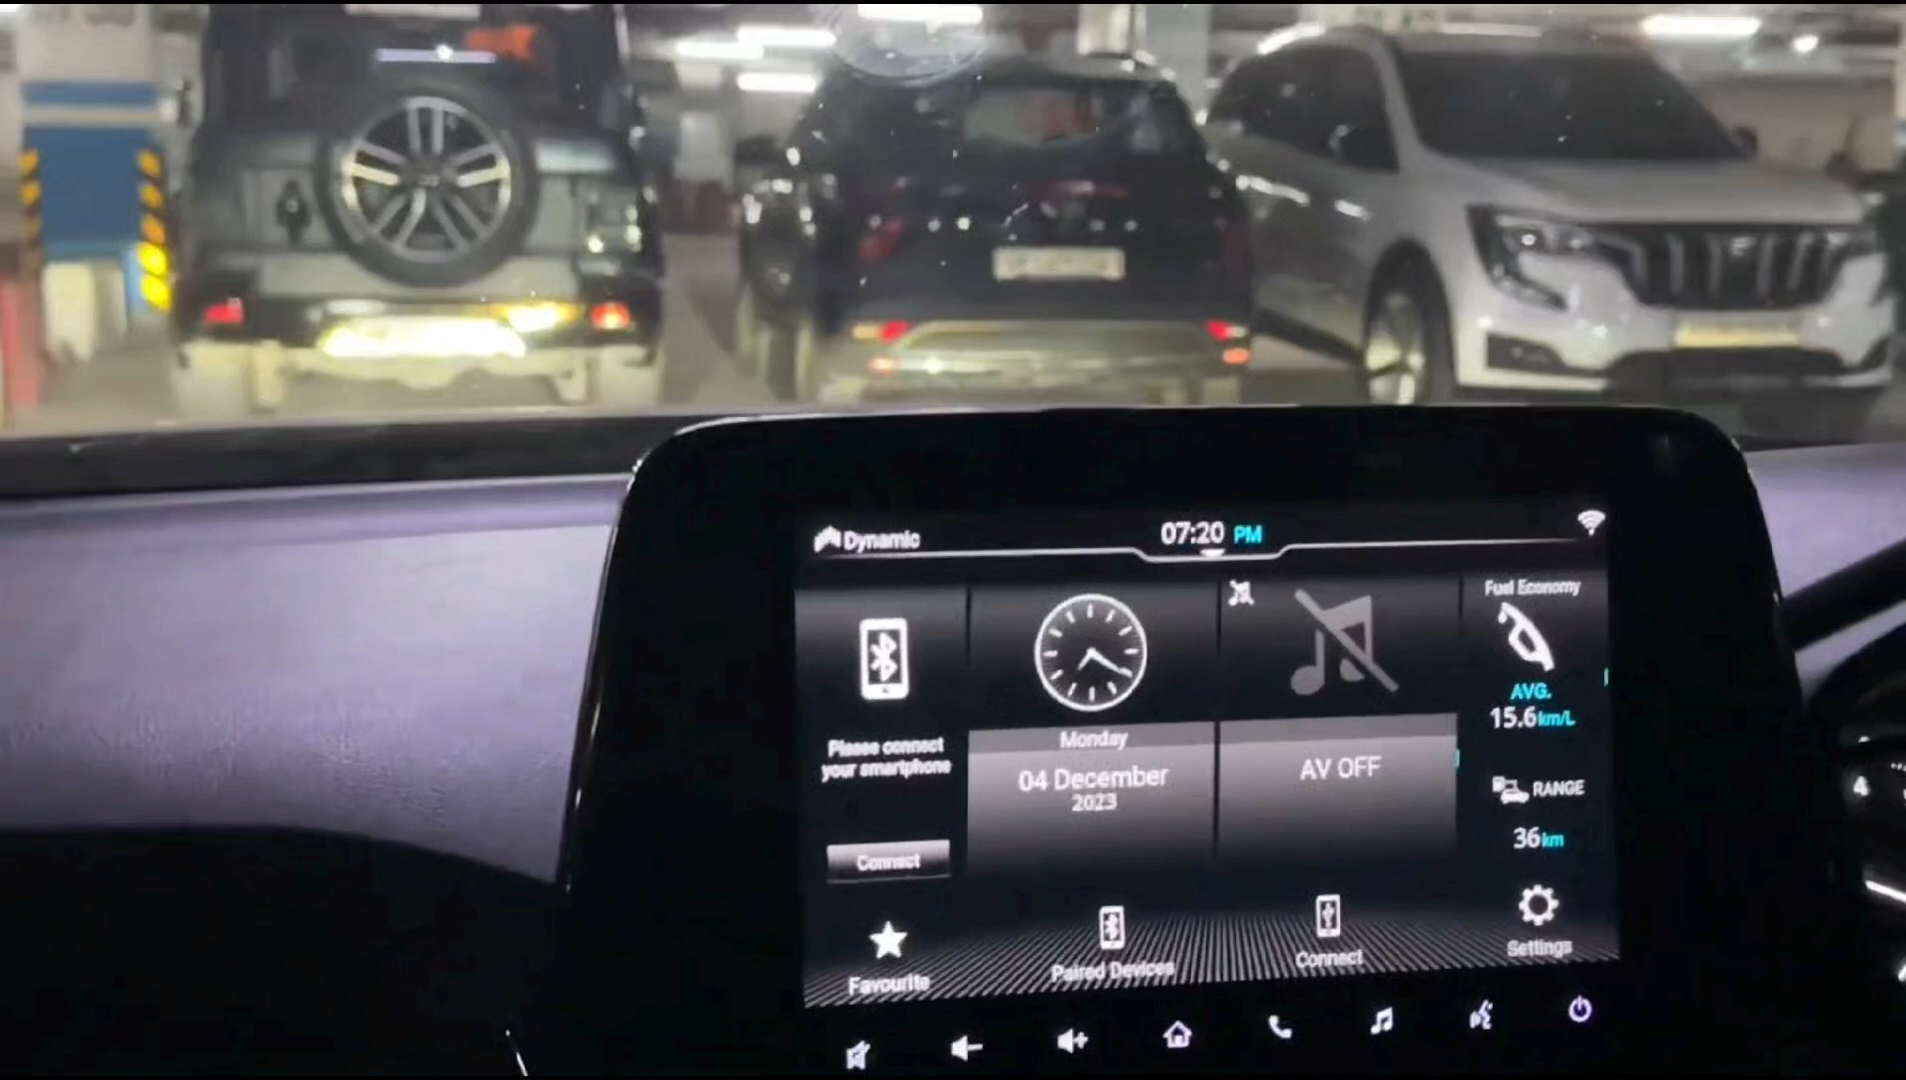 Dynamic
07:20 PM
Fuel Economy
AVG.
15.6km/L
Please connect
your smartphone
Monday
04 December
2023
AV OFF
RANGE
36km
Connect
Favourite
Paired Devices
Connect
Settings
4